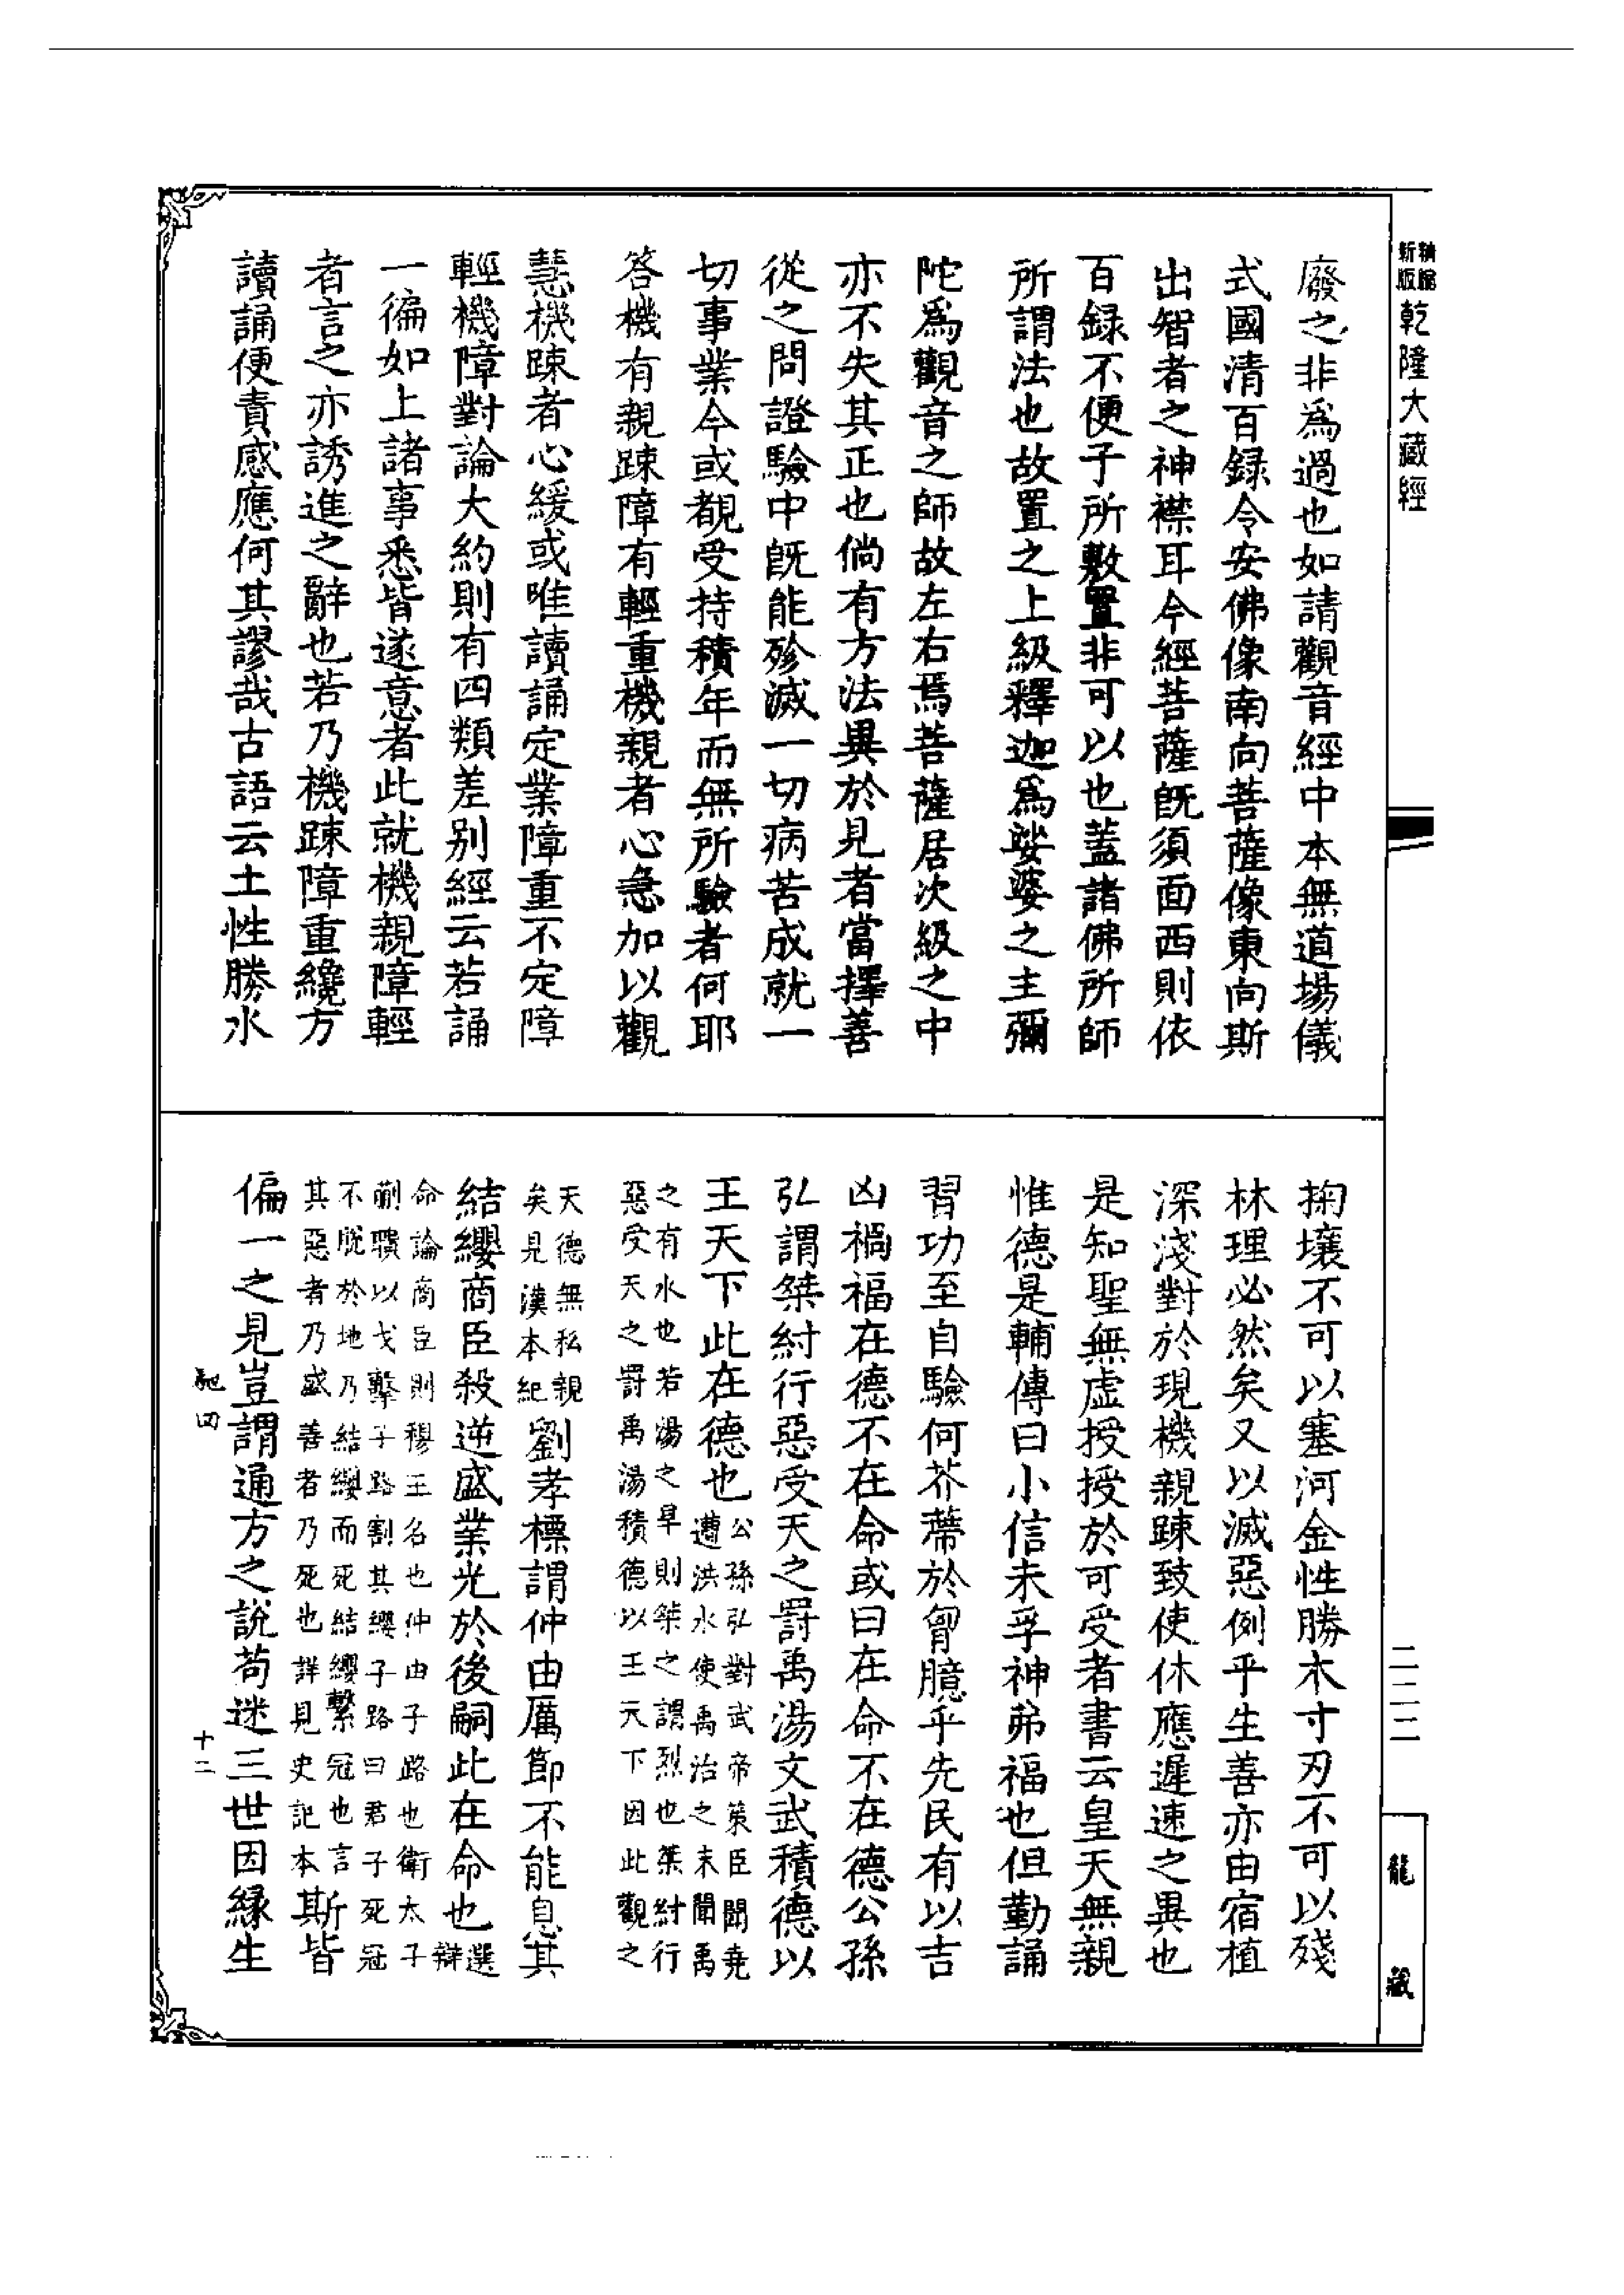 精縮新版乾隆大藏經
廢之非為過也如請觀音經中本無道場儀
式國清百録令安佛像南向菩薩像東向斯
出智者之神襟耳今經菩薩旣須面西則依
百録不便子所敷置非可以也蓋諸佛所師
所謂法也故置之上級釋迦為娑婆之主彌
陀為觀音之師故左右焉菩薩居次級之中
亦不失其正也倘有方法異於見者當擇善
從之問證驗中旣能殄滅一切病苦成就一
切事業今或覩受持積年而無所驗者何耶
答機有親踈障有輕重機親者心急加以觀
慧機踈者心緩或唯讀誦定業障重不定障
輕機障對論大約則有四類差别經云若誦
一徧如上諸事悉皆遂意者此就機親障輕
者言之亦誘進之辭也若乃機踈障重纔方
讀誦便責感應何其謬哉古語云土性勝水
掬壤不可以塞河金性勝木寸刃不可以殘
林理必然矣又以滅惡例乎生善亦由宿植
深淺對於現機親踈致使休應遲速之異也
是知聖無虛授授於可受者書云皇天無親
惟德是輔傳曰小信未孚神弗福也但勤誦
習功至自驗何芥蔕於胷臆乎先民有以吉
凶禍福在德不在命或曰在命不在德公孫
弘謂桀紂行惡受天之罰禹湯文武積德以
王天下此在德也公孫弘對武帝策臣聞堯
遭洪水使禹治之未聞禹
之有水也若湯之旱則桀之謂烈也桀紂行
惡受天之罰禹湯積德以王天下因此觀之
天德無私親
矣見漢本紀劉孝標謂仲由厲節不能息其
結纓商臣殺逆盛業光於後嗣此在命也選
辯
命論商臣則穆王名也仲由子路也衛太子
蒯聵以戈擊子路割其纓子路曰君子死冠
不脫於地乃結纓而死結纓繫冠也言
其惡者乃盛善者乃死也詳見史記本斯皆
偏一之見豈謂通方之說苟迷三世因縁生
馳四
十二
二二二
龍藏